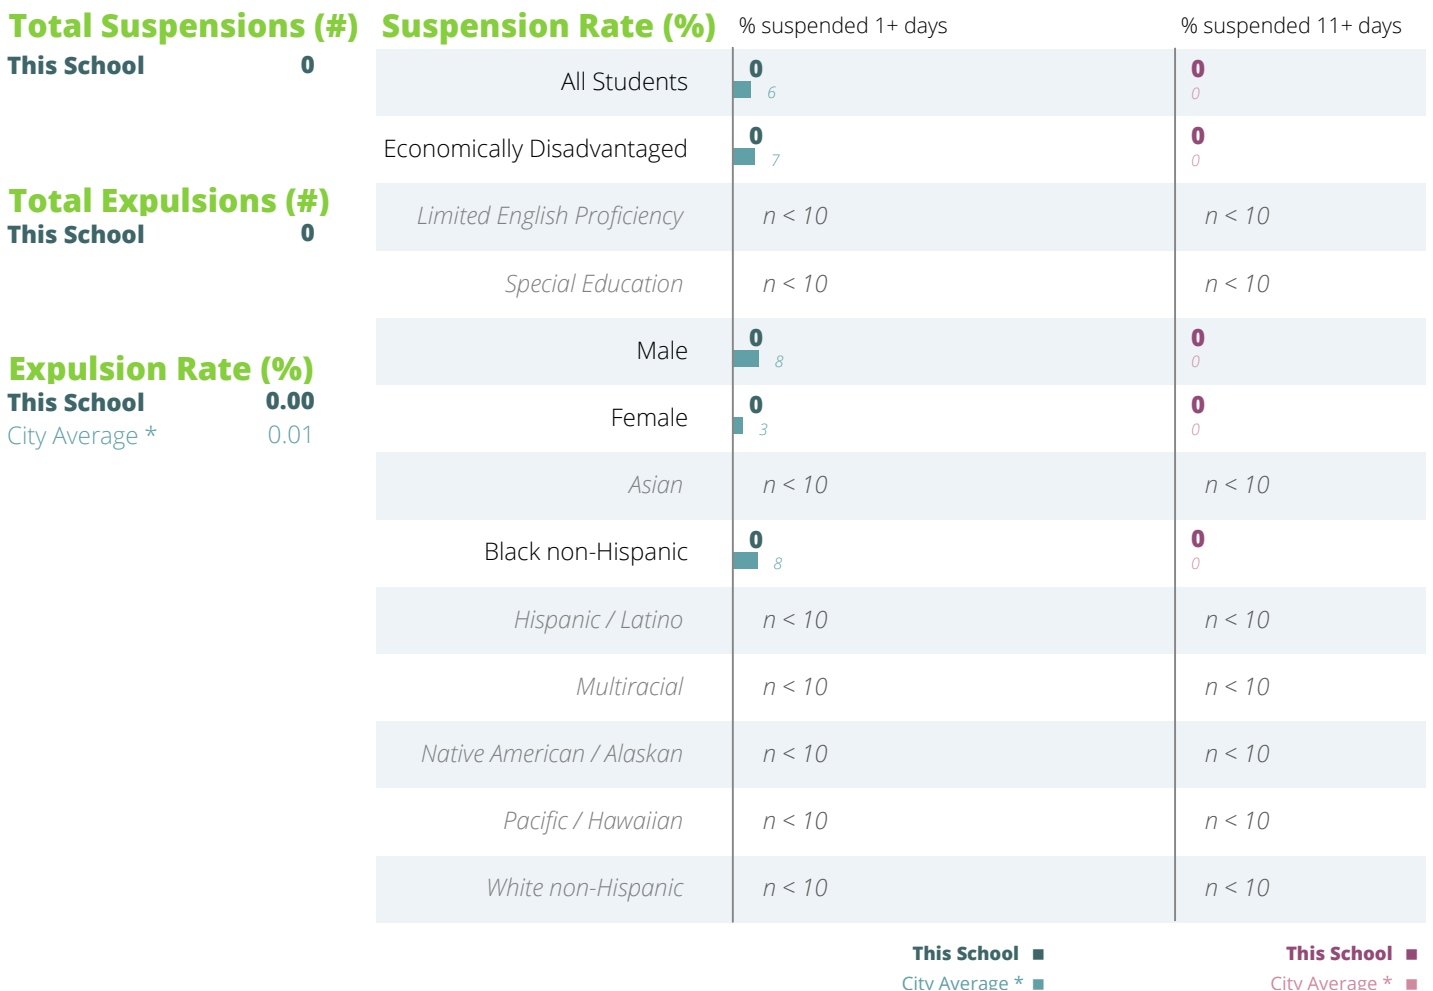 Total Suspensions (#)
This School 0
Total Expulsions (#)
This School 0
Expulsion Rate (%)
This School 0.00
City Average * 0.01
Suspension Rate (%) % suspended 1+ days % suspended 11+ days
All Students 0 0
6 0
Economically Disadvantaged 0 0
7 0
Limited English Proficiency n < 10 n < 10
Special Education n < 10 n < 10
Male 0 0
8 0
Female 0 0
3 0
Asian n < 10 n < 10
Black non-Hispanic 0 0
8 0
Hispanic / Latino n < 10 n < 10
Multiracial n < 10 n < 10
Native American / Alaskan n < 10 n < 10
Pacific / Hawaiian n < 10 n < 10
White non-Hispanic n < 10 n < 10
This School This School
City Average * City Average *